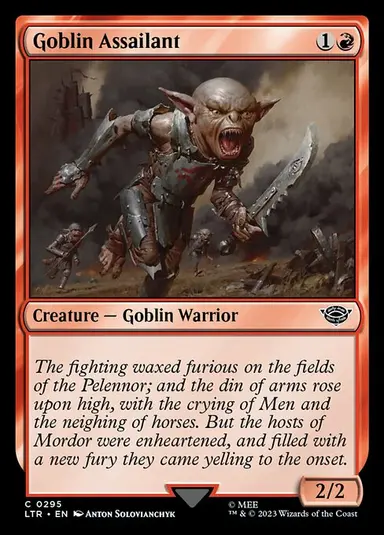 Goblin Assailant 1
Creature — Goblin Warrior
The fighting waxed furious on the fields
of the Pelennor; and the din of arms rose
upon high, with the crying of Men and
the neighing of horses. But the hosts of
Mordor were enheartened, and filled with
a new fury they came yelling to the onset.
2/2
C 0295
LTR • EN Anton Solovianchyk
© MEE
™ & © 2023 Wizards of the Coast